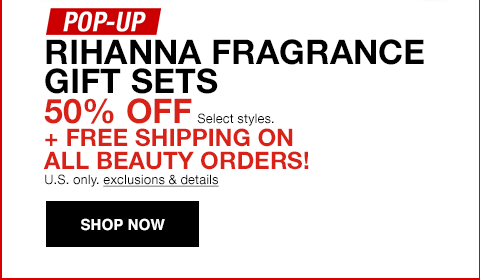 POP-UP
RIHANNA FRAGRANCE
GIFT SETS
50% OFF Select styles.
+ FREE SHIPPING ON
ALL BEAUTY ORDERS!
U.S. only. exclusions & details
SHOP NOW